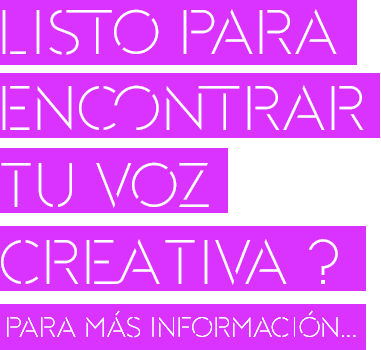 LISTO PARA
ENCONTRAR
TU VOZ
CREATIVA ?
PARA MÁS INFORMACIÓN...